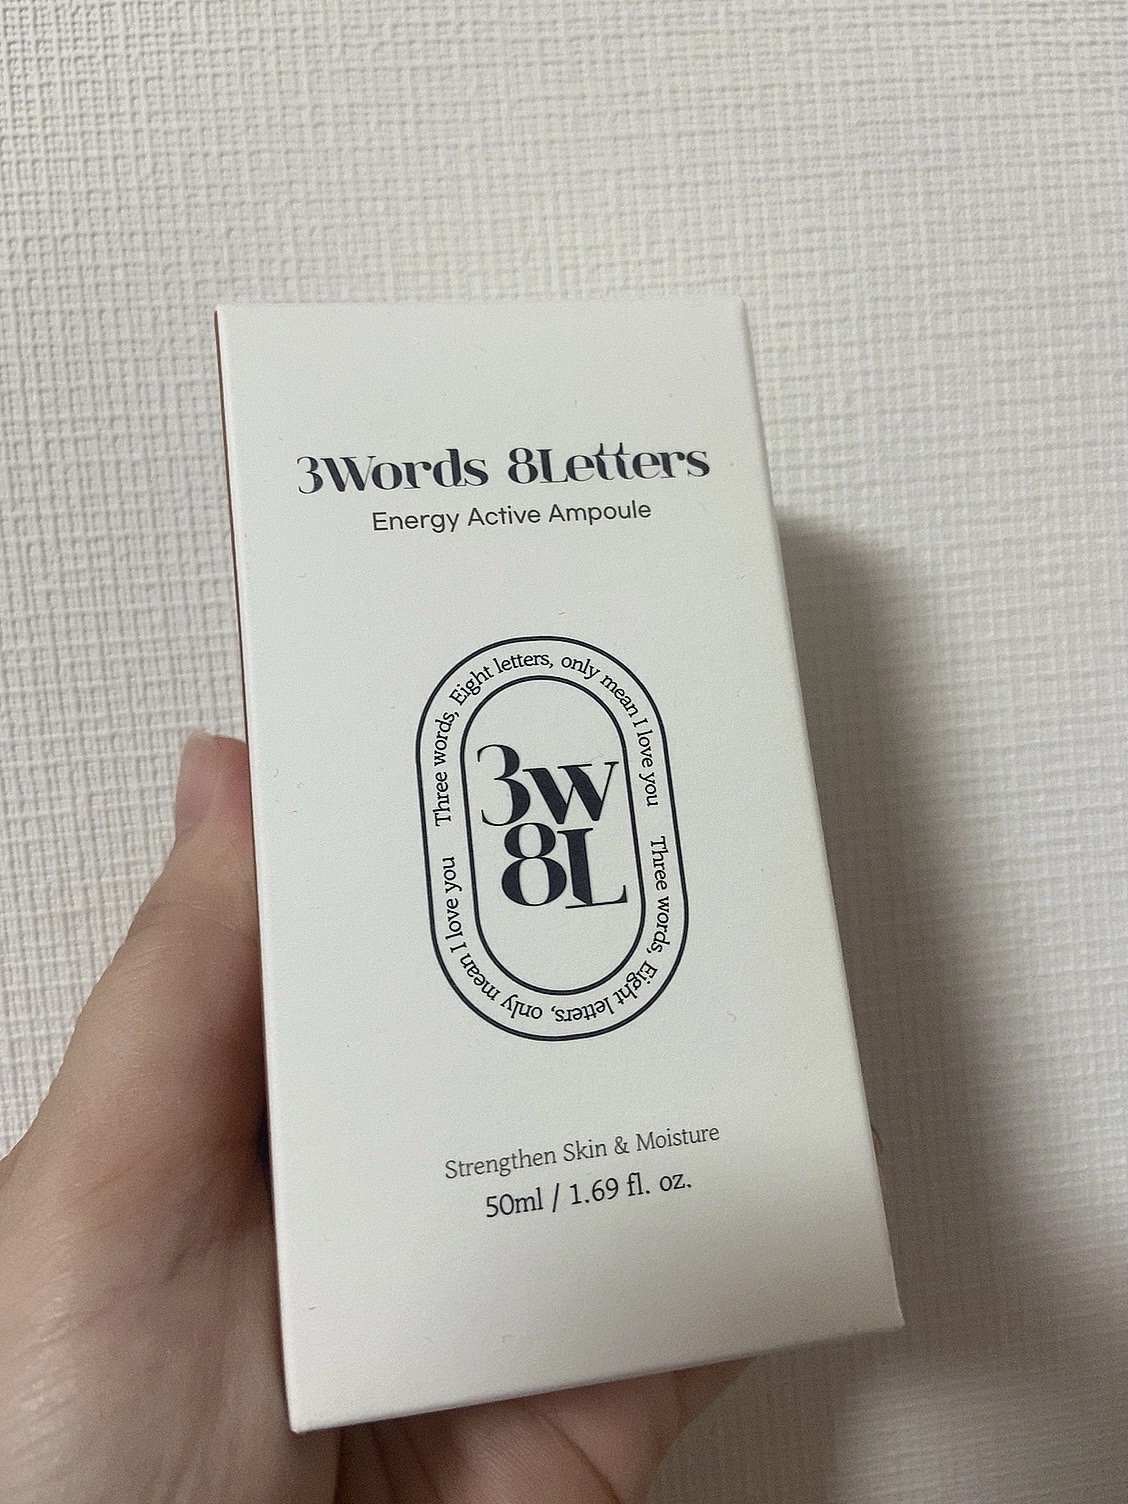 3Words 8Letters
Energy Active Ampoule
Three words, Eight letters, only mean I love you
Three words, Eight letters, only mean I love you
3W
8L
Strengthen Skin & Moisture
50ml / 1.69 fl. oz.